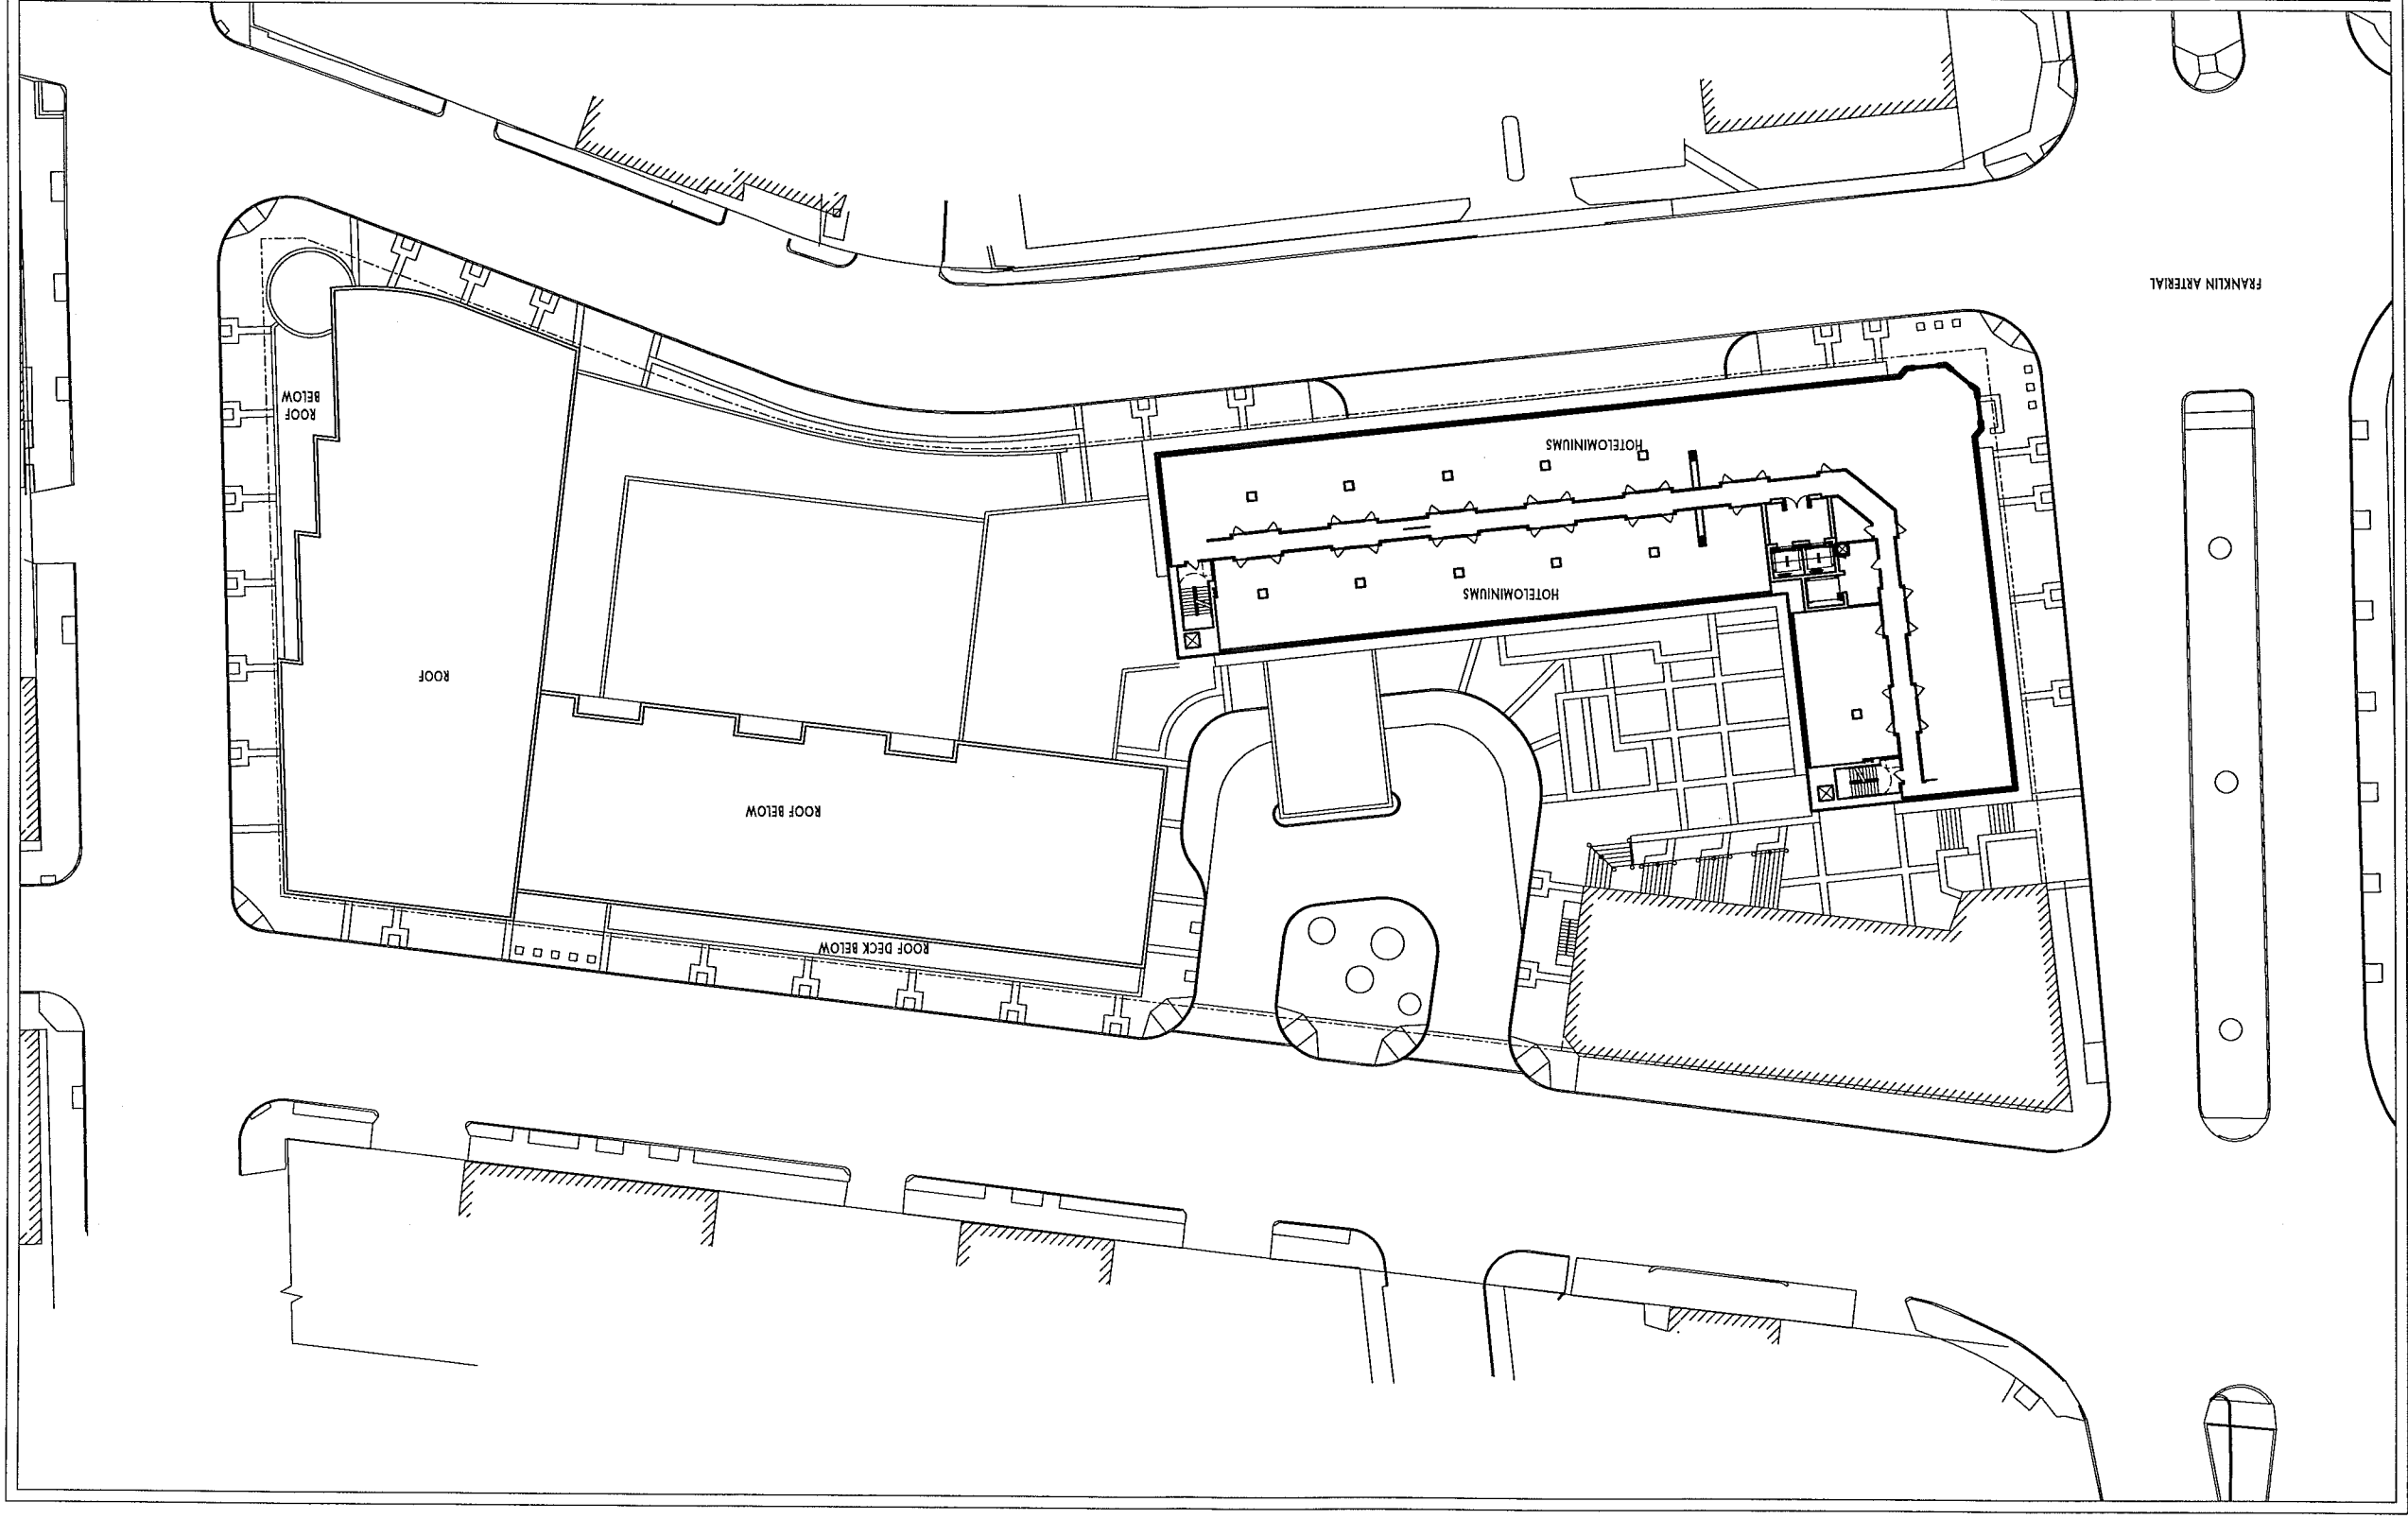 FRANKLIN ARTERIAL
ROOF
BELOW
HOTELOMINIUMS
HOTELOMINIUMS
ROOF
ROOF BELOW
ROOF DECK BELOW